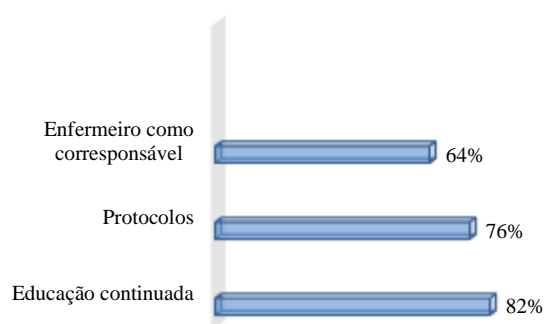 Enfermeiro como
corresponsável
64%
Protocolos
76%
Educação continuada
82%